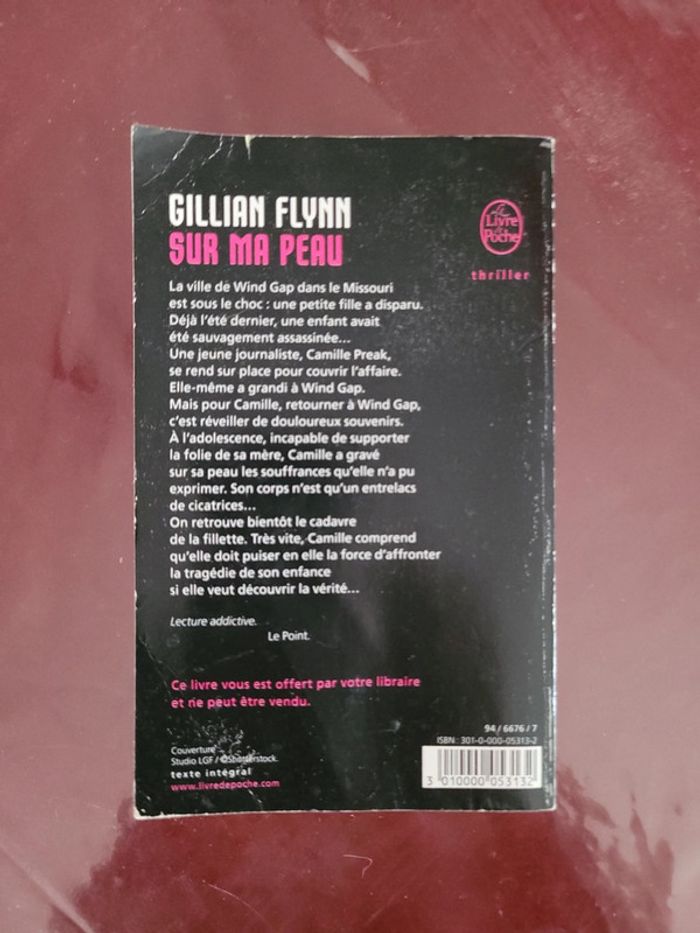 GILLIAN FLYNN
SUR MA PEAU
Le
Livre
de
Poche
thriller
La ville de Wind Gap dans le Missouri
est sous le choc : une petite fille a disparu.
Déjà l'été dernier, une enfant avait
été sauvagement assassinée...
Une jeune journaliste, Camille Preak,
se rend sur place pour couvrir l'affaire.
Elle-même a grandi à Wind Gap.
Mais pour Camille, retourner à Wind Gap,
c'est réveiller de douloureux souvenirs.
À l'adolescence, incapable de supporter
la folie de sa mère, Camille a gravé
sur sa peau les souffrances qu'elle n'a pu
exprimer. Son corps n'est qu'un entrelacs
de cicatrices...
On retrouve bientôt le cadavre
de la fillette. Très vite, Camille comprend
qu'elle doit puiser en elle la force d'affronter
la tragédie de son enfance
si elle veut découvrir la vérité...
Lecture addictive.
Le Point.
Ce livre vous est offert par votre libraire
et ne peut être vendu.
94 / 6676 / 7
ISBN : 301-0-000-05313-2
Couverture :
Studio LGF / ©Shutterstock.
texte intégral
www.livredepoche.com
3 010000 053132